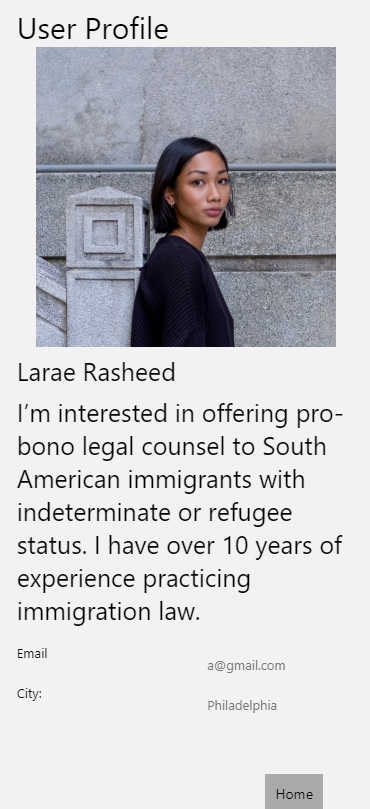 User Profile
Larae Rasheed
I’m interested in offering pro-
bono legal counsel to South
American immigrants with
indeterminate or refugee
status. I have over 10 years of
experience practicing
immigration law.
Email
a@gmail.com
City:
Philadelphia
Home